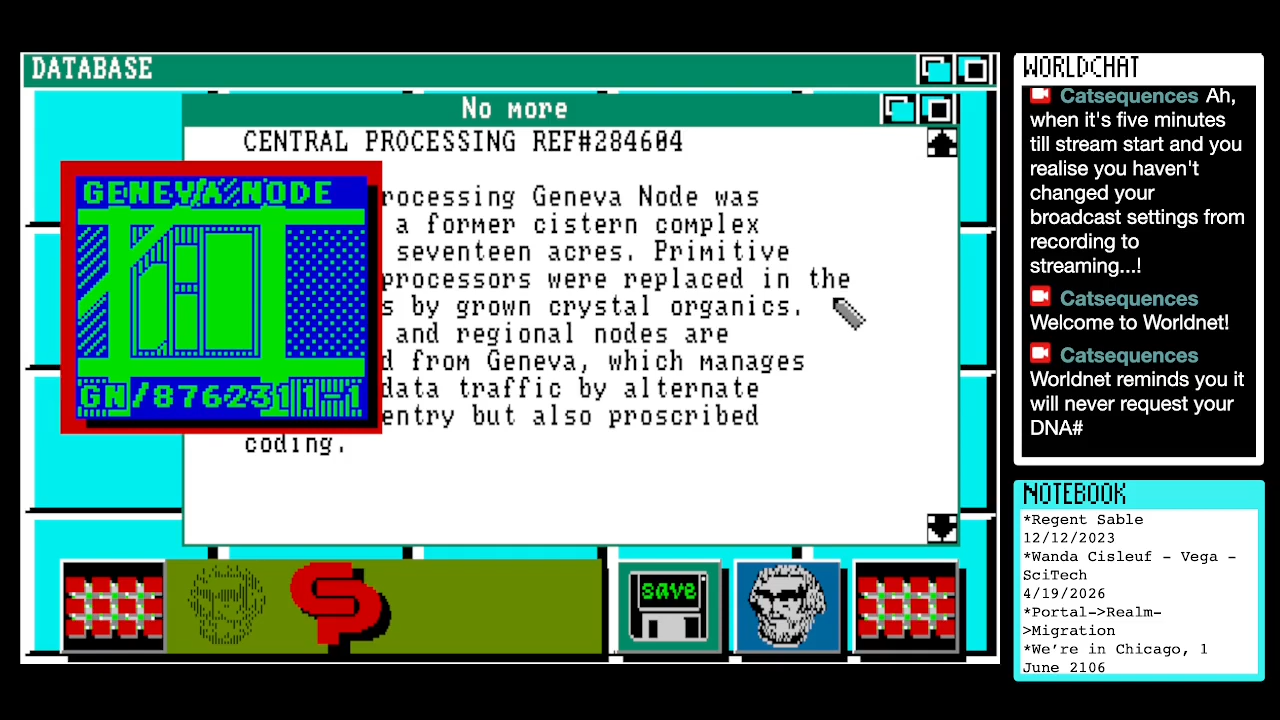 DATABASE
No more
CENTRAL PROCESSING REF#284604
GENEVA NODE
GN/8762311-1
rocessing Geneva Node was
a former cistern complex
seventeen acres. Primitive
processors were replaced in the
s by grown crystal organics.
and regional nodes are
d from Geneva, which manages
data traffic by alternate
entry but also proscribed
coding.
save
WORLDCHAT
Catsequences Ah,
when it's five minutes
till stream start and you
realise you haven't
changed your
broadcast settings from
recording to
streaming...!
Catsequences
Welcome to Worldnet!
Catsequences
Worldnet reminds you it
will never request your
DNA#
NOTEBOOK
*Regent Sable
12/12/2023
*Wanda Cisleuf - Vega -
SciTech
4/19/2026
*Portal->Realm-
>Migration
*We're in Chicago, 1
June 2106